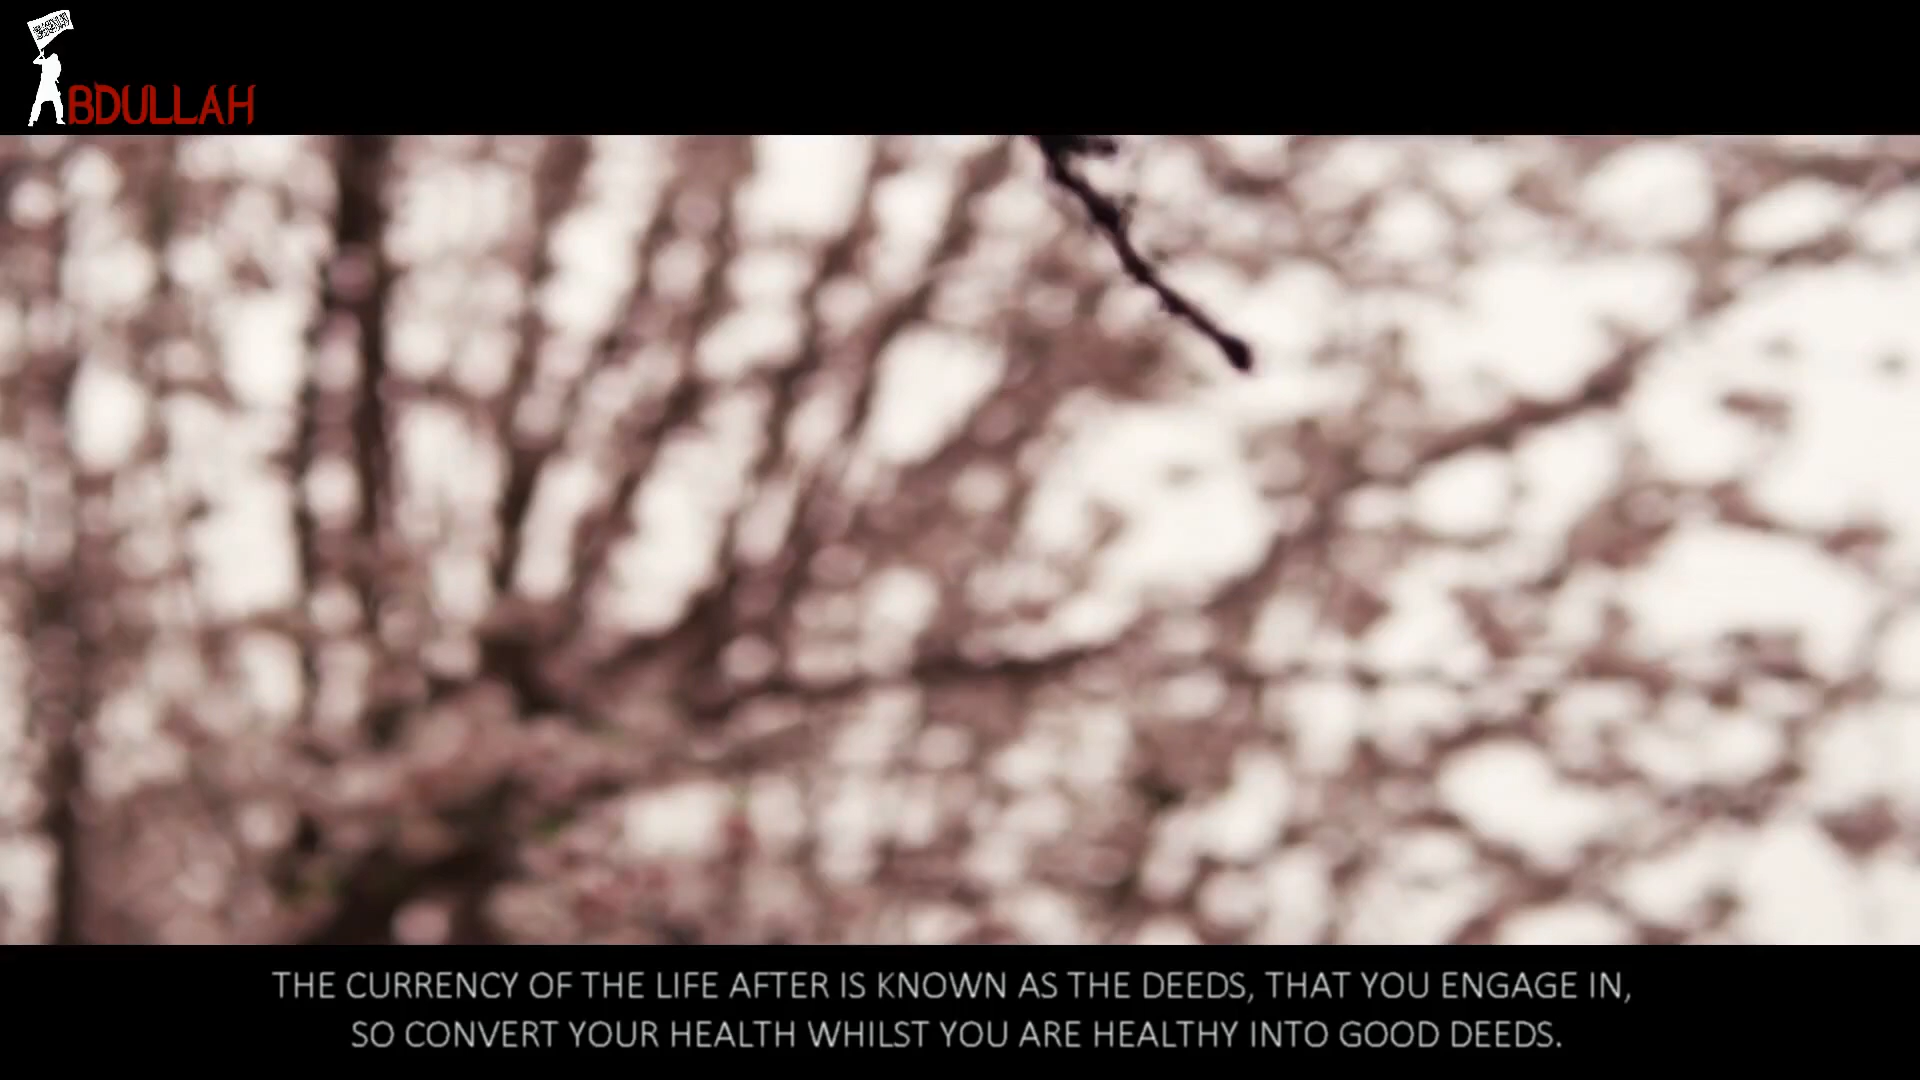 BDULLAH
THE CURRENCY OF THE LIFE AFTER IS KNOWN AS THE DEEDS, THAT YOU ENGAGE IN,
SO CONVERT YOUR HEALTH WHILST YOU ARE HEALTHY INTO GOOD DEEDS.